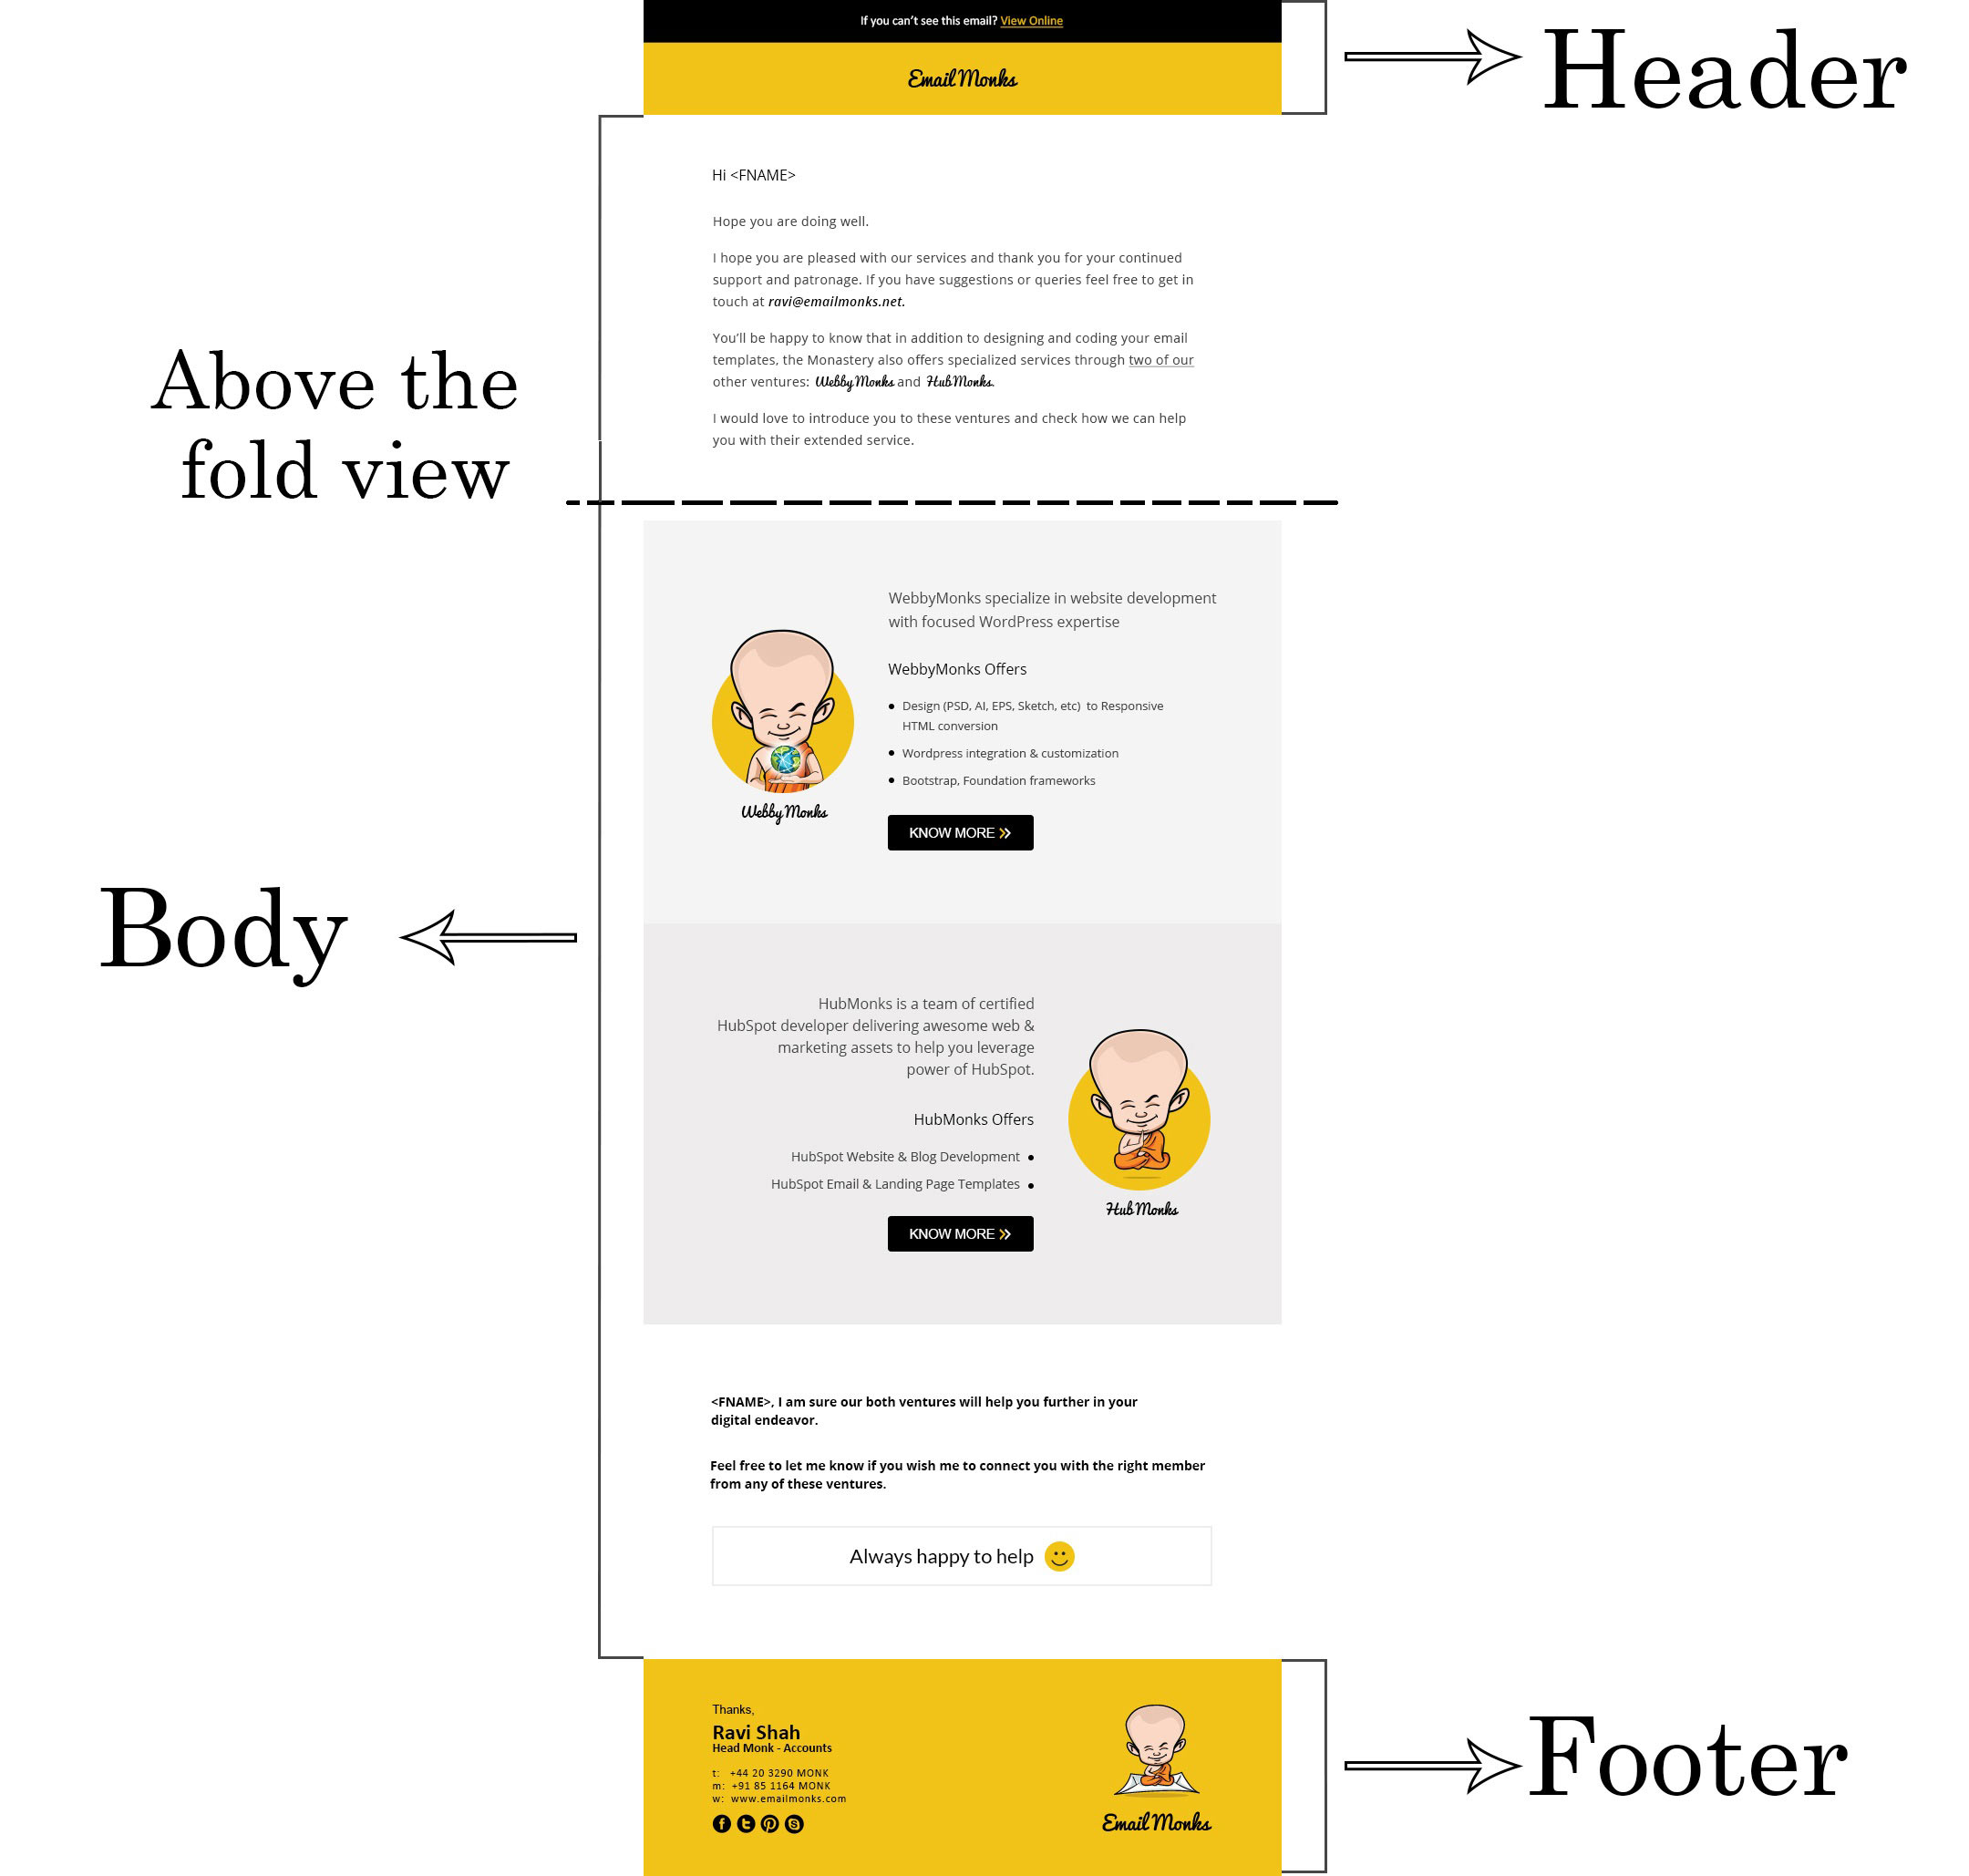 If you can't see this email? View Online
Header
Email Monks
Hi <FNAME>
Hope you are doing well.
I hope you are pleased with our services and thank you for your continued
support and patronage. If you have suggestions or queries feel free to get in
touch at ravi@emailmonks.net.
You'll be happy to know that in addition to designing and coding your email
templates, the Monastery also offers specialized services through two of our
other ventures: Webby Monks and Hub Monks.
I would love to introduce you to these ventures and check how we can help
you with their extended service.
Above the
fold view
WebbyMonks specialize in website development
with focused WordPress expertise
WebbyMonks Offers
• Design (PSD, AI, EPS, Sketch, etc) to Responsive
HTML conversion
• Wordpress integration & customization
• Bootstrap, Foundation frameworks
Webby Monks
KNOW MORE »
Body
HubMonks is a team of certified
HubSpot developer delivering awesome web &
marketing assets to help you leverage
power of HubSpot.
HubMonks Offers
HubSpot Website & Blog Development •
HubSpot Email & Landing Page Templates •
Hub Monks
KNOW MORE »
<FNAME>, I am sure our both ventures will help you further in your
digital endeavor.
Feel free to let me know if you wish me to connect you with the right member
from any of these ventures.
Always happy to help
Thanks,
Ravi Shah
Head Monk - Accounts
t: +44 20 3290 MONK
m: +91 85 1164 MONK
w: www.emailmonks.com
Email Monks
Footer